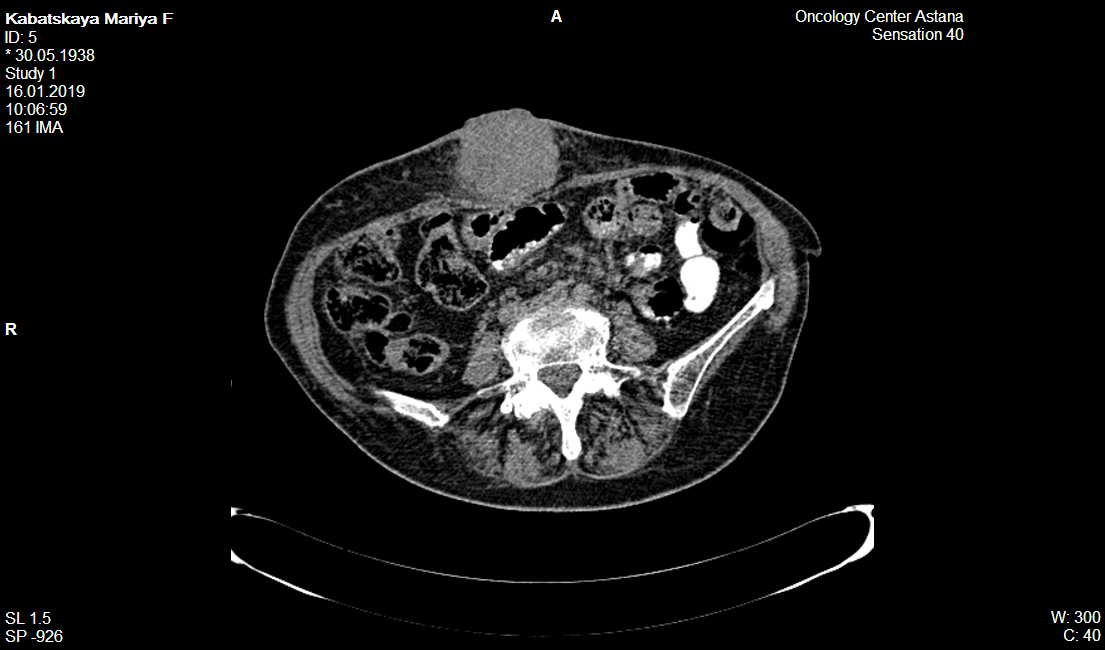 Kabatskaya Mariya F
ID: 5
* 30.05.1938
Study 1
16.01.2019
10:06:59
161 IMA
A
Oncology Center Astana
Sensation 40
R
SL 1.5
SP -926
W: 300
C: 40